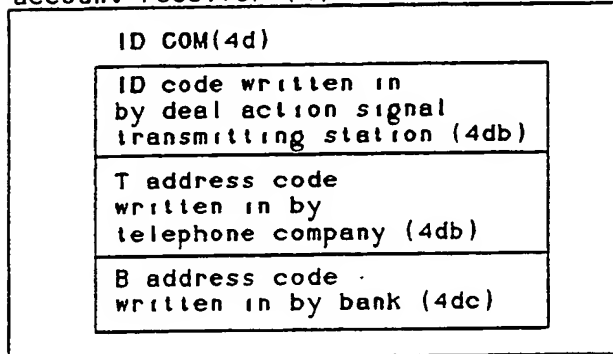 ID COM(4d)
ID code written in
by deal action signal
transmitting station (4db)
T address code
written in by
telephone company (4db)
B address code
written in by bank (4dc)